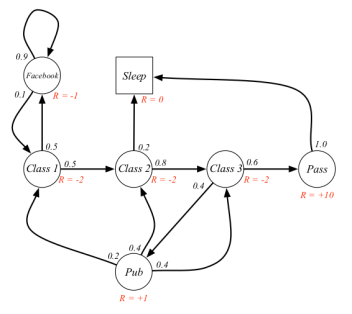 0.9
Facebook
Sleep
0.1
R = -1
R = 0
0.5
0.2
1.0
Class 1
0.5
Class 2
0.8
Class 3
0.6
Pass
R = -2
R = -2
R = -2
0.4
R = +10
0.2
0.4
0.4
Pub
R = +1